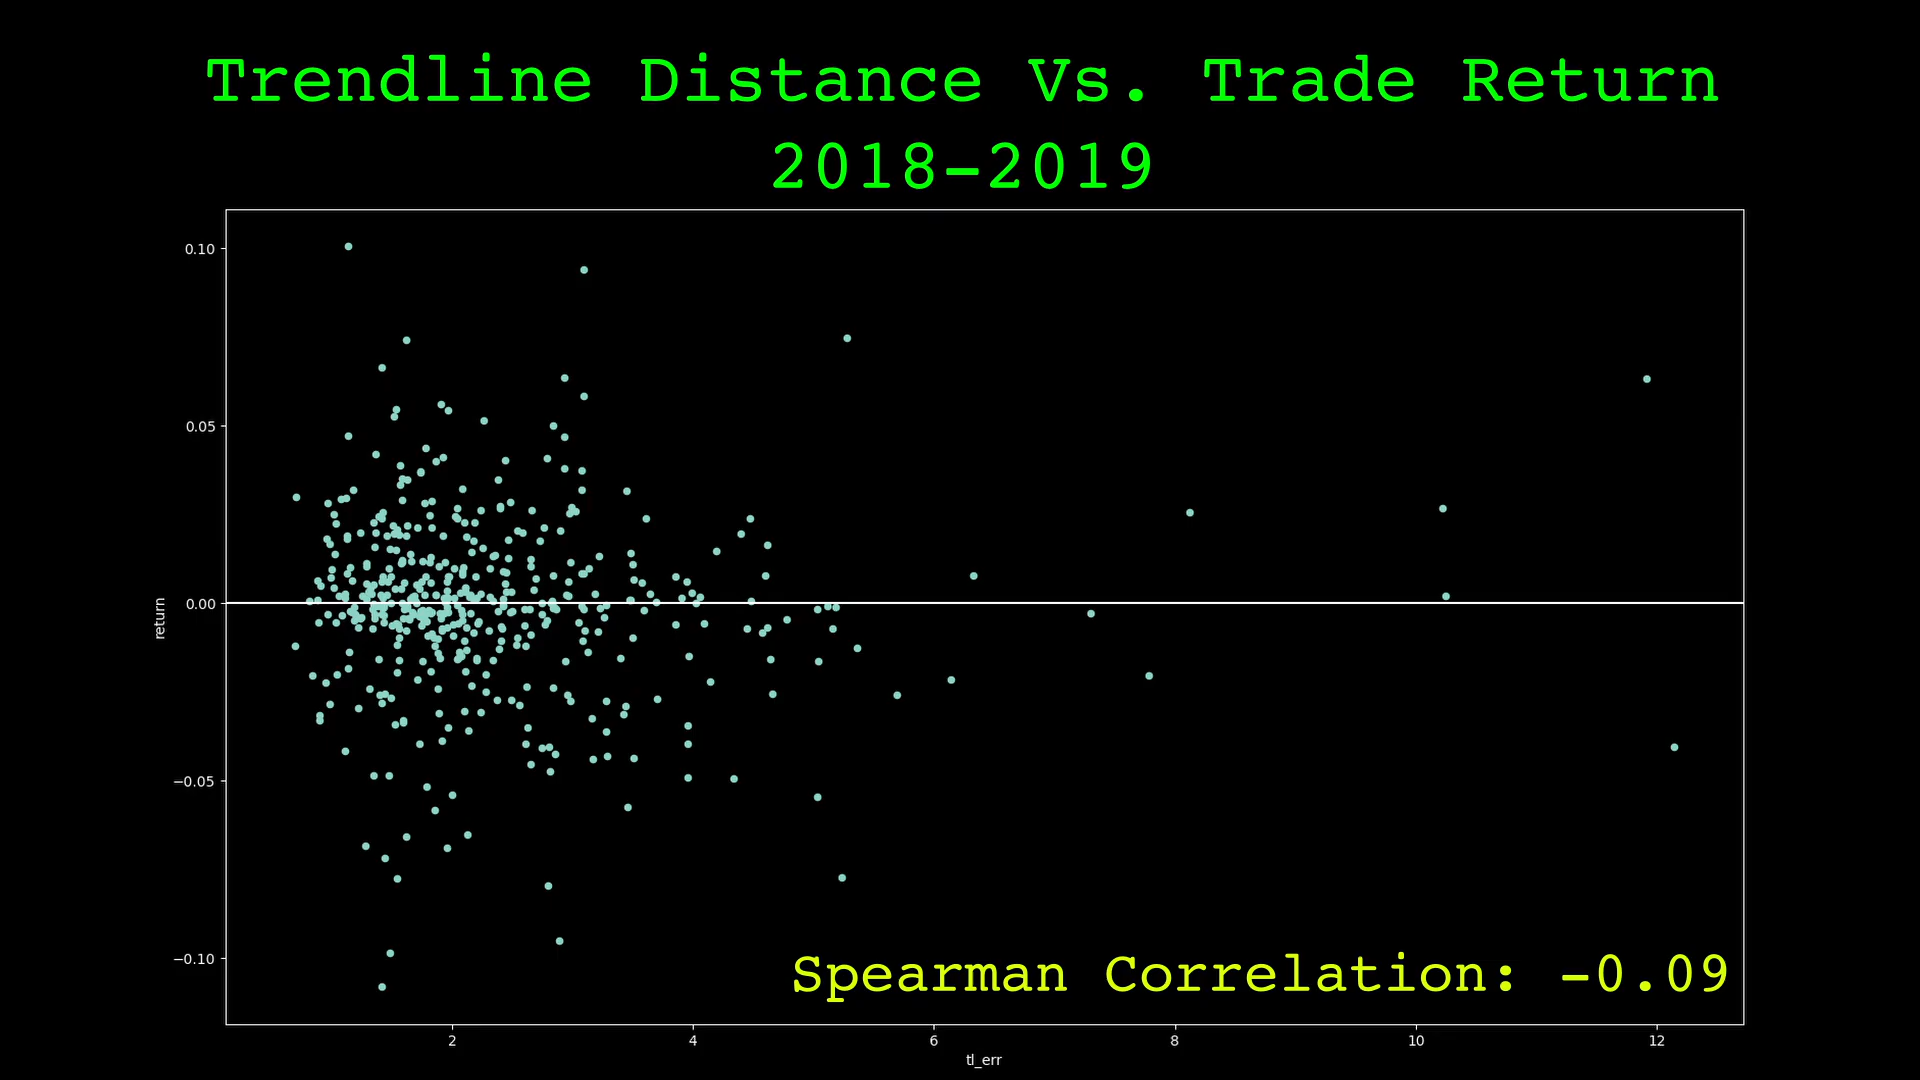 Trendline Distance Vs. Trade Return
2018-2019
0.10
0.05
0.00
−0.05
−0.10
return
Spearman Correlation: -0.09
2 4 6 8 10 12
tl_err